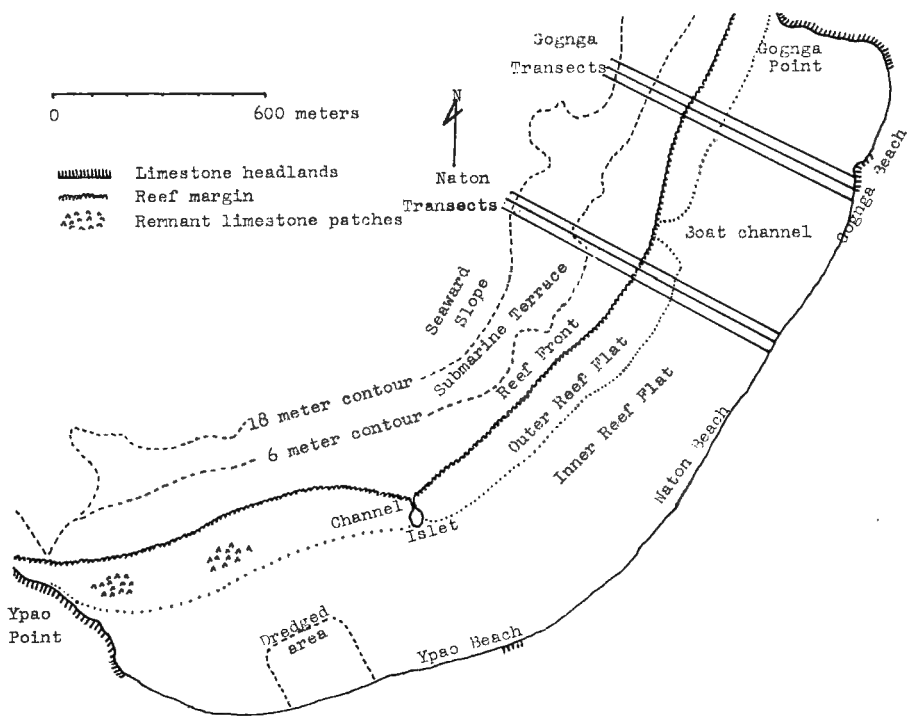 Gognga
Transects
Gognga
Point
0 600 meters
N
Limestone headlands
Reef margin
Remnant limestone patches
Naton
Transects
Gognga Beach
Boat channel
Seaward
Slope
Submarine Terrace
Reef Front
Outer Reef Flat
Inner Reef Flat
18 meter contour
6 meter contour
Naton Beach
Channel
Islet
Ypao
Point
Dredged
area
Ypao Beach